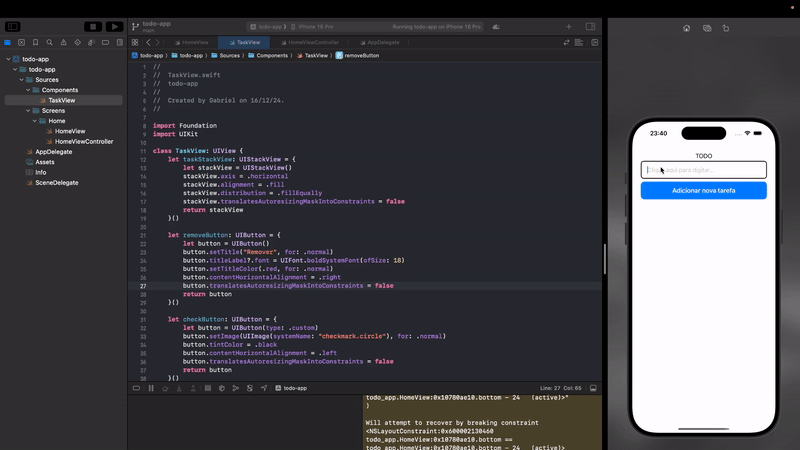 todo-app
main
todo-app
iPhone 16 Pro
Running todo-app on iPhone 16 Pro
HomeView
TaskView
HomeViewController
AppDelegate
todo-app
todo-app
Sources
Components
TaskView
removeButton
todo-app
todo-app
Sources
Components
TaskView
Screens
Home
HomeView
HomeViewController
AppDelegate
Assets
Info
SceneDelegate
1 //
2 // TaskView.swift
3 // todo-app
4 //
5 // Created by Gabriel on 16/12/24.
6 //
7
8 import Foundation
9 import UIKit
10
11 class TaskView: UIView {
12 let taskStackView: UIStackView = {
13 let stackView = UIStackView()
14 stackView.axis = .horizontal
15 stackView.alignment = .fill
16 stackView.distribution = .fillEqually
17 stackView.translatesAutoresizingMaskIntoConstraints = false
18 return stackView
19 }()
20
21 let removeButton: UIButton = {
22 let button = UIButton()
23 button.setTitle("Remover", for: .normal)
24 button.titleLabel?.font = UIFont.boldSystemFont(ofSize: 18)
25 button.setTitleColor(.red, for: .normal)
26 button.contentHorizontalAlignment = .right
27 button.translatesAutoresizingMaskIntoConstraints = false
28 return button
29 }()
30
31 let checkButton: UIButton = {
32 let button = UIButton(type: .custom)
33 button.setImage(UIImage(systemName: "checkmark.circle"), for: .normal)
34 button.tintColor = .black
35 button.contentHorizontalAlignment = .left
36 button.translatesAutoresizingMaskIntoConstraints = false
37 return button
38 }()
todo-app
Line: 27 Col: 65
todo_app.HomeView:0x10780ae10.bottom - 24 (active)>"
)
Will attempt to recover by breaking constraint
<NSLayoutConstraint:0x600002130460
todo_app.HomeView:0x10780ae10.bottom ==
todo_app.HomeView:0x10780ae10.bottom - 24 (active)>
23:40
TODO
aqui para digitar...
Adicionar nova tarefa